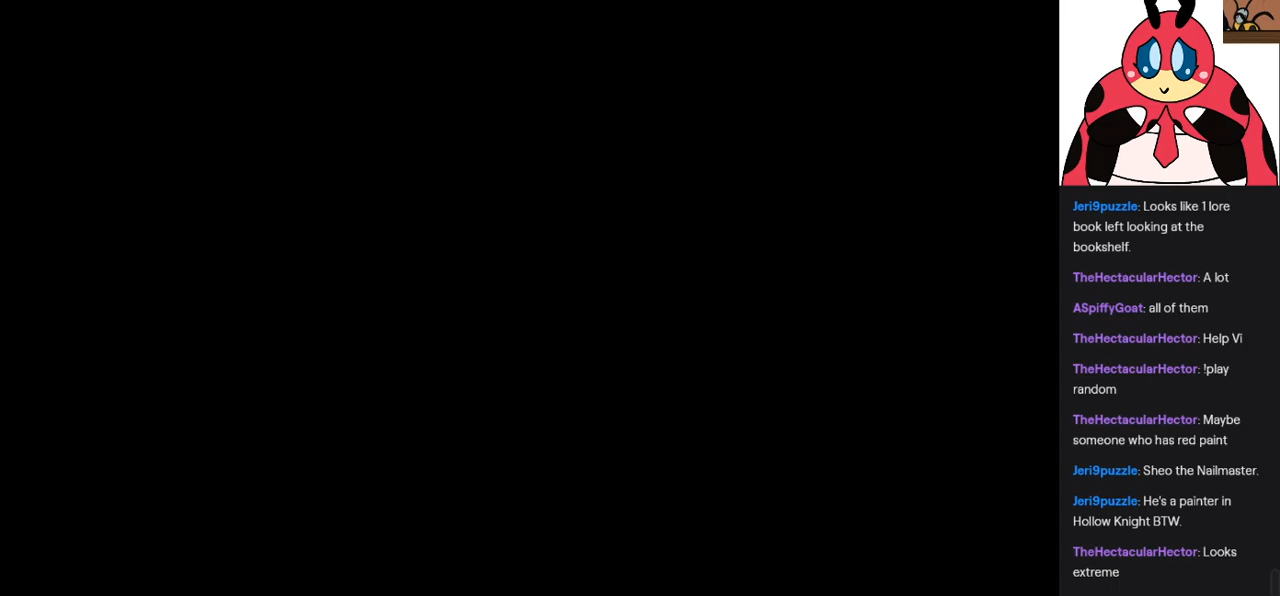 Jeri9puzzle: Looks like 1 lore
book left looking at the
bookshelf.
TheHectacularHector: A lot
ASpiffyGoat: all of them
TheHectacularHector: Help Vi
TheHectacularHector: !play
random
TheHectacularHector: Maybe
someone who has red paint
Jeri9puzzle: Sheo the Nailmaster.
Jeri9puzzle: He's a painter in
Hollow Knight BTW.
TheHectacularHector: Looks
extreme